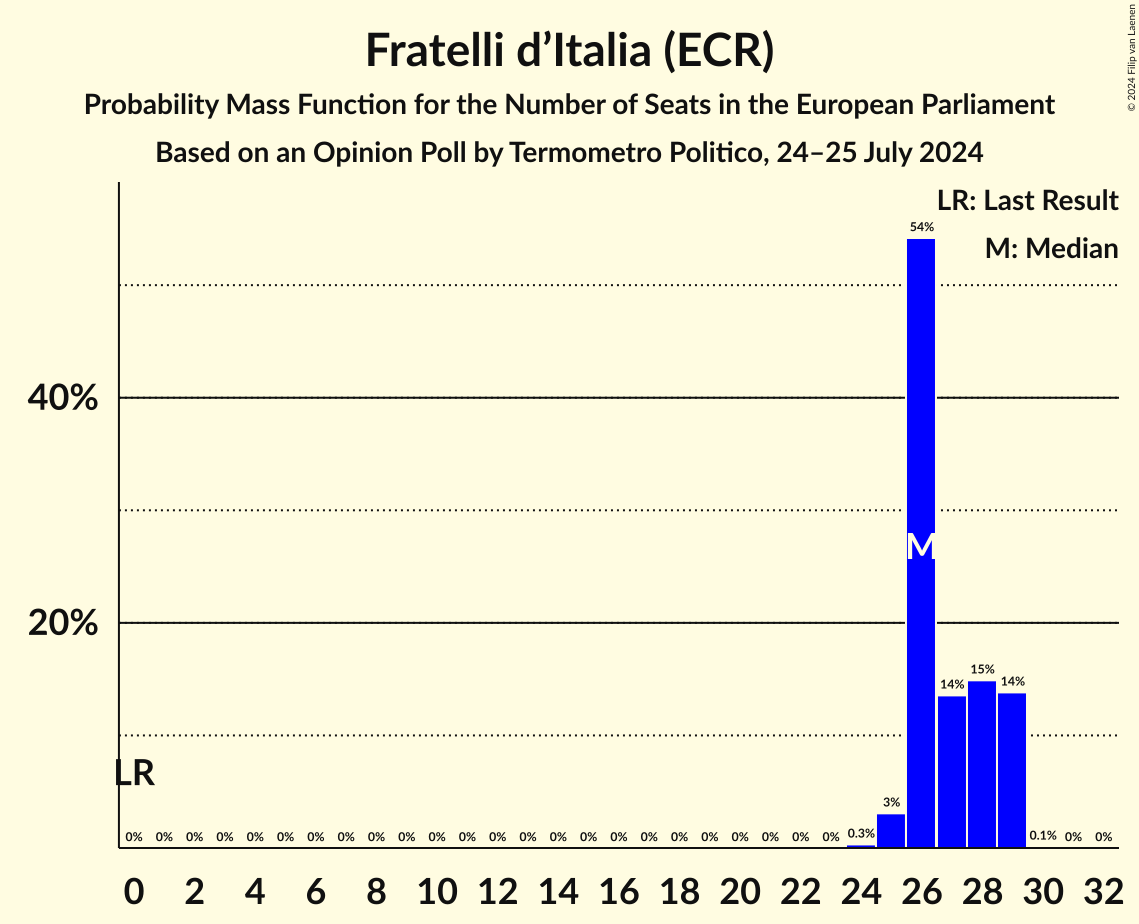 Fratelli d’Italia (ECR)
Probability Mass Function for the Number of Seats in the European Parliament
Based on an Opinion Poll by Termometro Politico, 24–25 July 2024
© 2024 Filip van Laenen
LR: Last Result
M: Median
54%
40%
M
20%
14% 15% 14%
LR
0% 0% 0% 0% 0% 0% 0% 0% 0% 0% 0% 0% 0% 0% 0% 0% 0% 0% 0% 0% 0% 0% 0% 0% 0.3% 3% 0.1% 0% 0%
0 2 4 6 8 10 12 14 16 18 20 22 24 26 28 30 32